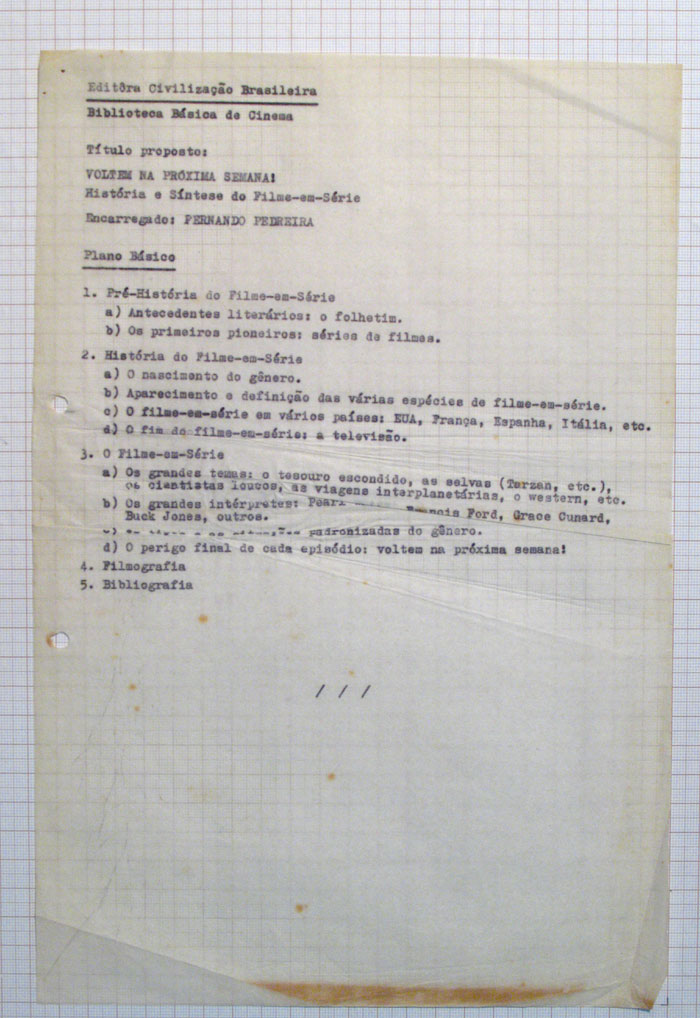 Editôra Civilização Brasileira
Biblioteca Básica de Cinema
Título proposto:
VOLTEM NA PRÓXIMA SEMANA!
História e Síntese do Filme-em-Série
Encarregado: FERNANDO PEDREIRA
Plano Básico
1. Pré-História do Filme-em-Série
a) Antecedentes literários: o folhetim.
b) Os primeiros pioneiros: séries de filmes.
2. História do Filme-em-Série
a) O nascimento do gênero.
b) Aparecimento e definição das várias espécies de filme-em-série.
c) O filme-em-série em vários países: EUA, França, Espanha, Itália, etc.
d) O fim do filme-em-série: a televisão.
3. O Filme-em-Série
a) Os grandes temas: o tesouro escondido, as selvas (Tarzan, etc.),
os cientistas loucos, as viagens interplanetárias, o western, etc.
b) Os grandes intérpretes: Pearl Francis Ford, Grace Cunard,
Buck Jones, outros.
padronizadas do gênero.
d) O perigo final de cada episódio: voltem na próxima semana!
4. Filmografia
5. Bibliografia
/ / /